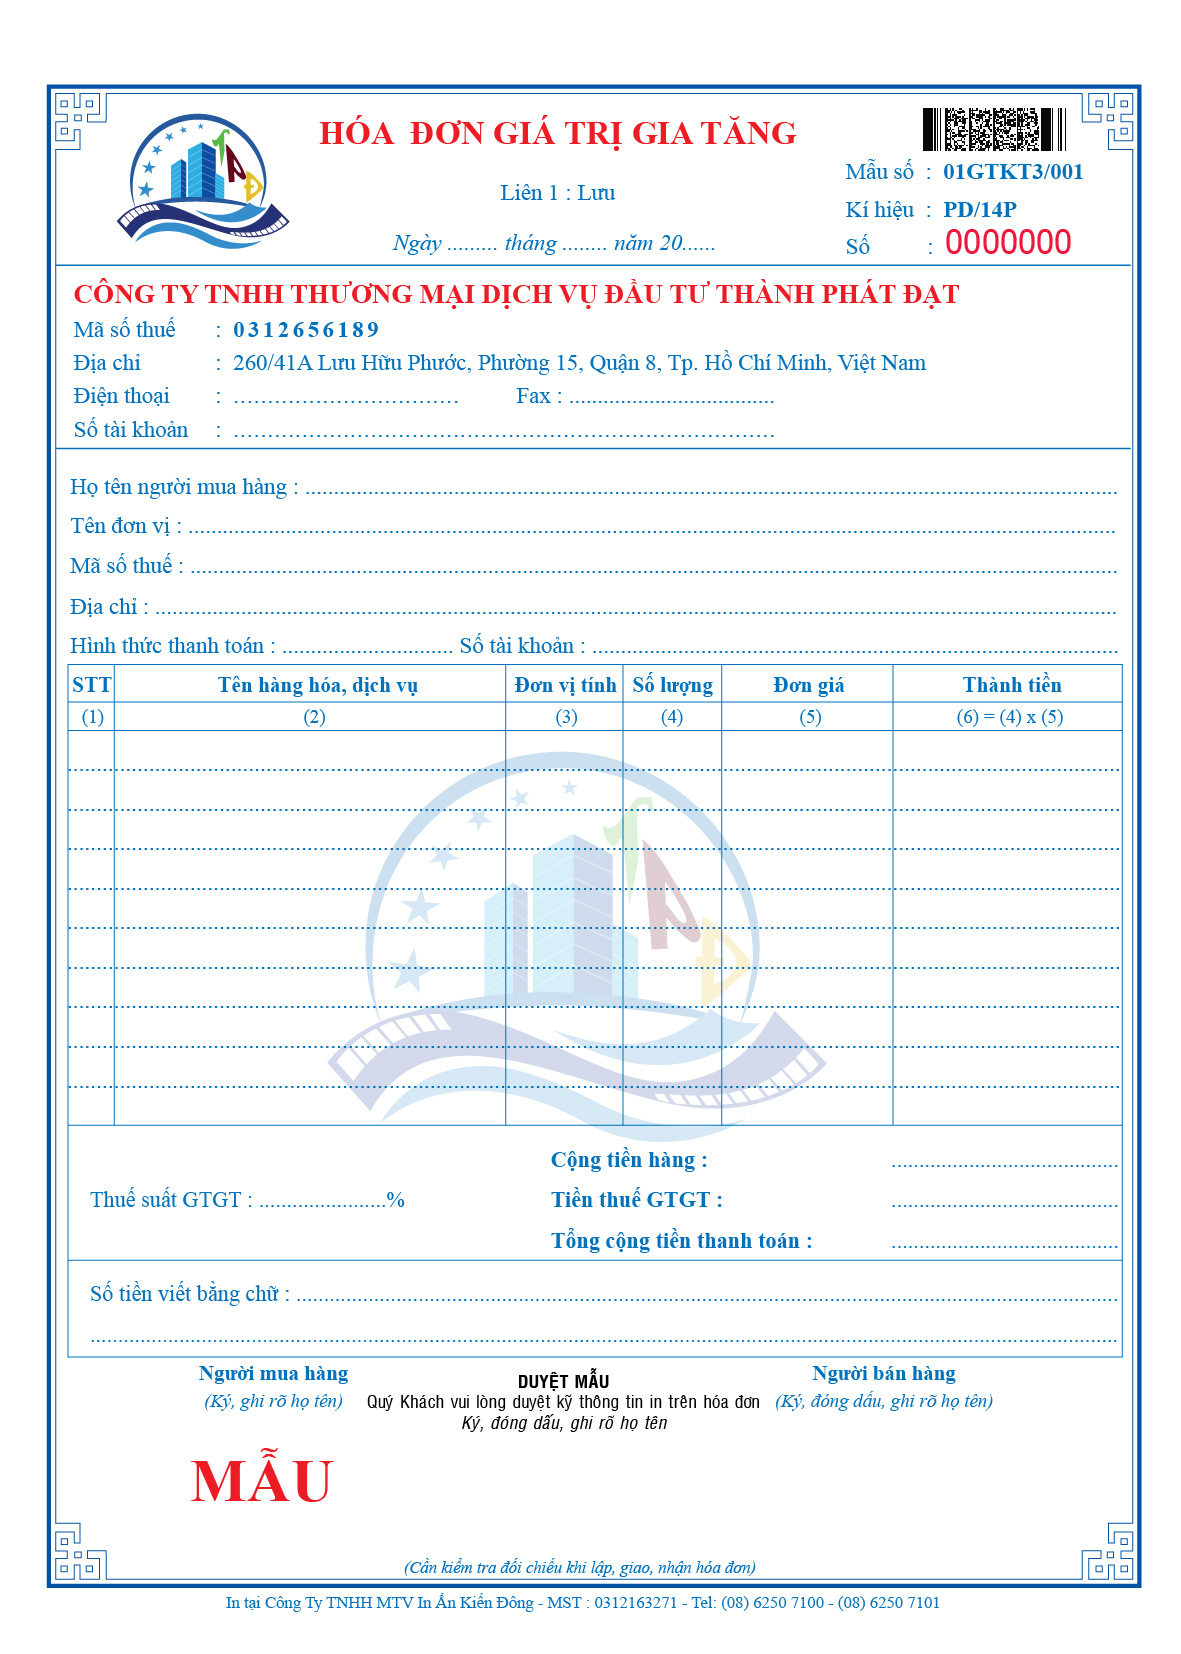 HÓA ĐƠN GIÁ TRỊ GIA TĂNG
Liên 1 : Lưu
Ngày ......... tháng ........ năm 20......
Mẫu số : 01GTKT3/001
Kí hiệu : PD/14P
Số : 0000000
TPĐ
CÔNG TY TNHH THƯƠNG MẠI DỊCH VỤ ĐẦU TƯ THÀNH PHÁT ĐẠT
Mã số thuế : 0312656189
Địa chỉ : 260/41A Lưu Hữu Phước, Phường 15, Quận 8, Tp. Hồ Chí Minh, Việt Nam
Điện thoại : ................................. Fax : ....................................
Số tài khoản : ...............................................................................
Họ tên người mua hàng : ................................................................................
Tên đơn vị : ................................................................................
Mã số thuế : ................................................................................
Địa chỉ : ................................................................................
Hình thức thanh toán : .............................. Số tài khoản : ................................................................................
STT Tên hàng hóa, dịch vụ Đơn vị tính Số lượng Đơn giá Thành tiền
(1) (2) (3) (4) (5) (6) = (4) x (5)
TPĐ
Cộng tiền hàng : .........................................
Thuế suất GTGT : .......................% Tiền thuế GTGT : .........................................
Tổng cộng tiền thanh toán : .........................................
Số tiền viết bằng chữ : ................................................................................
................................................................................
Người mua hàng
(Ký, ghi rõ họ tên)
DUYỆT MẪU
Quý Khách vui lòng duyệt kỹ thông tin in trên hóa đơn
Ký, đóng dấu, ghi rõ họ tên
Người bán hàng
(Ký, đóng dấu, ghi rõ họ tên)
MẪU
(Cần kiểm tra đối chiếu khi lập, giao, nhận hóa đơn)
In tại Công Ty TNHH MTV In Ấn Kiến Đông - MST : 0312163271 - Tel: (08) 6250 7100 - (08) 6250 7101